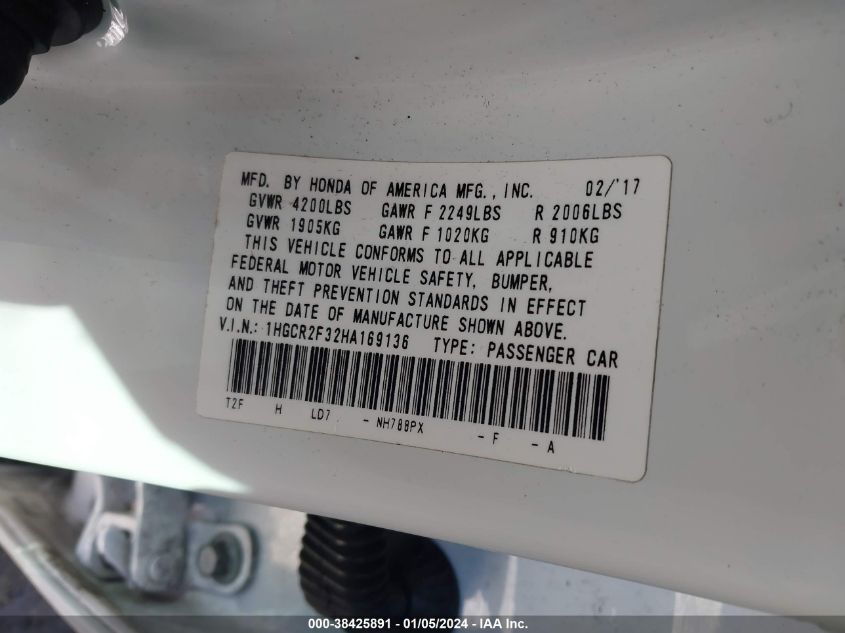 MFD. BY HONDA OF AMERICA MFG., INC. 02/'17
GVWR 4200LBS GAWR F 2249LBS R 2006LBS
GVWR 1905KG GAWR F 1020KG R 910KG
THIS VEHICLE CONFORMS TO ALL APPLICABLE
FEDERAL MOTOR VEHICLE SAFETY, BUMPER,
AND THEFT PREVENTION STANDARDS IN EFFECT
ON THE DATE OF MANUFACTURE SHOWN ABOVE.
V.I.N.: 1HGCR2F32HA169136 TYPE: PASSENGER CAR
T2F H LD7 - NH788PX - F - A
000-38425891 - 01/05/2024 - IAA Inc.